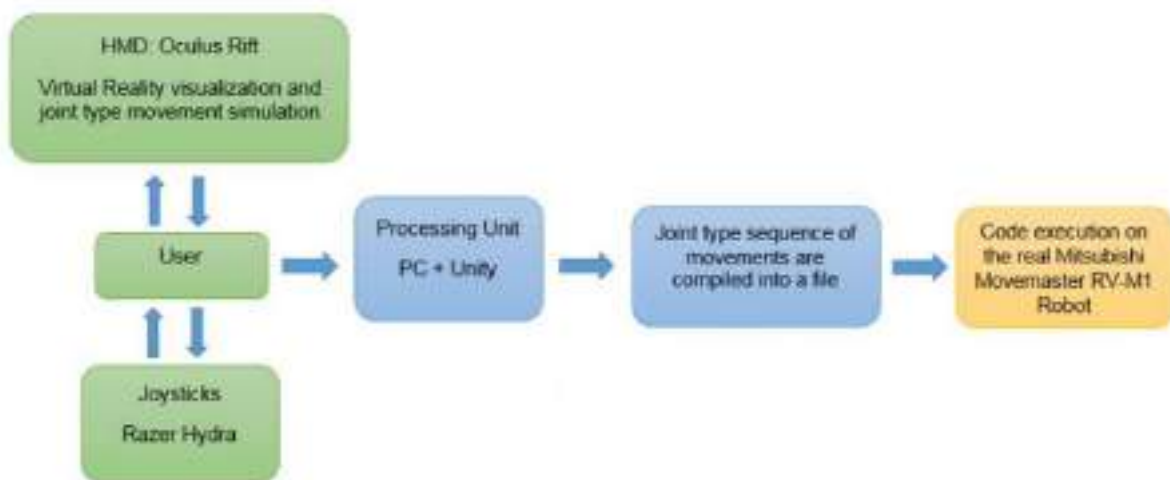 HMD: Oculus Rift
Virtual Reality visualization and
joint type movement simulation
User
Joysticks
Razer Hydra
Processing Unit
PC + Unity
Joint type sequence of
movements are
compiled into a file
Code execution on
the real Mitsubishi
Movemaster RV-M1
Robot